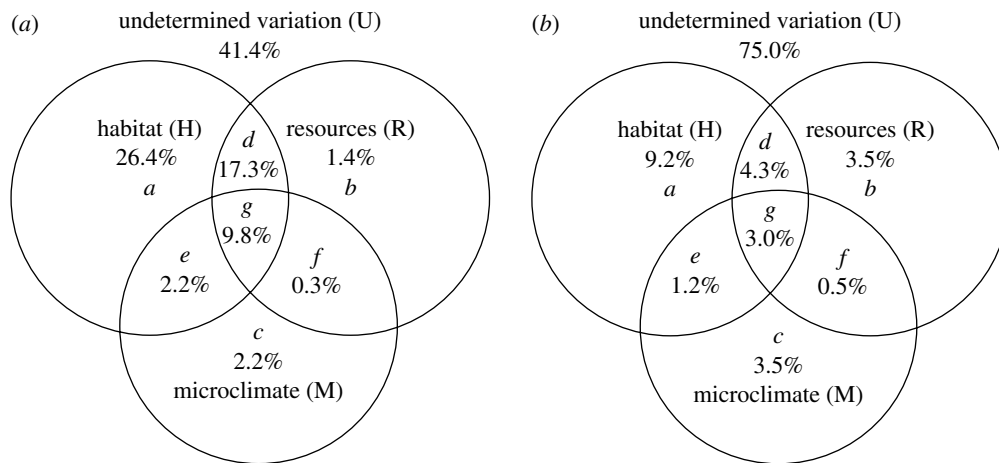 (a)
undetermined variation (U)
41.4%
habitat (H)
26.4%
a
d
17.3%
resources (R)
1.4%
b
g
9.8%
e
2.2%
f
0.3%
c
2.2%
microclimate (M)
(b)
undetermined variation (U)
75.0%
habitat (H)
9.2%
a
d
4.3%
resources (R)
3.5%
b
g
3.0%
e
1.2%
f
0.5%
c
3.5%
microclimate (M)